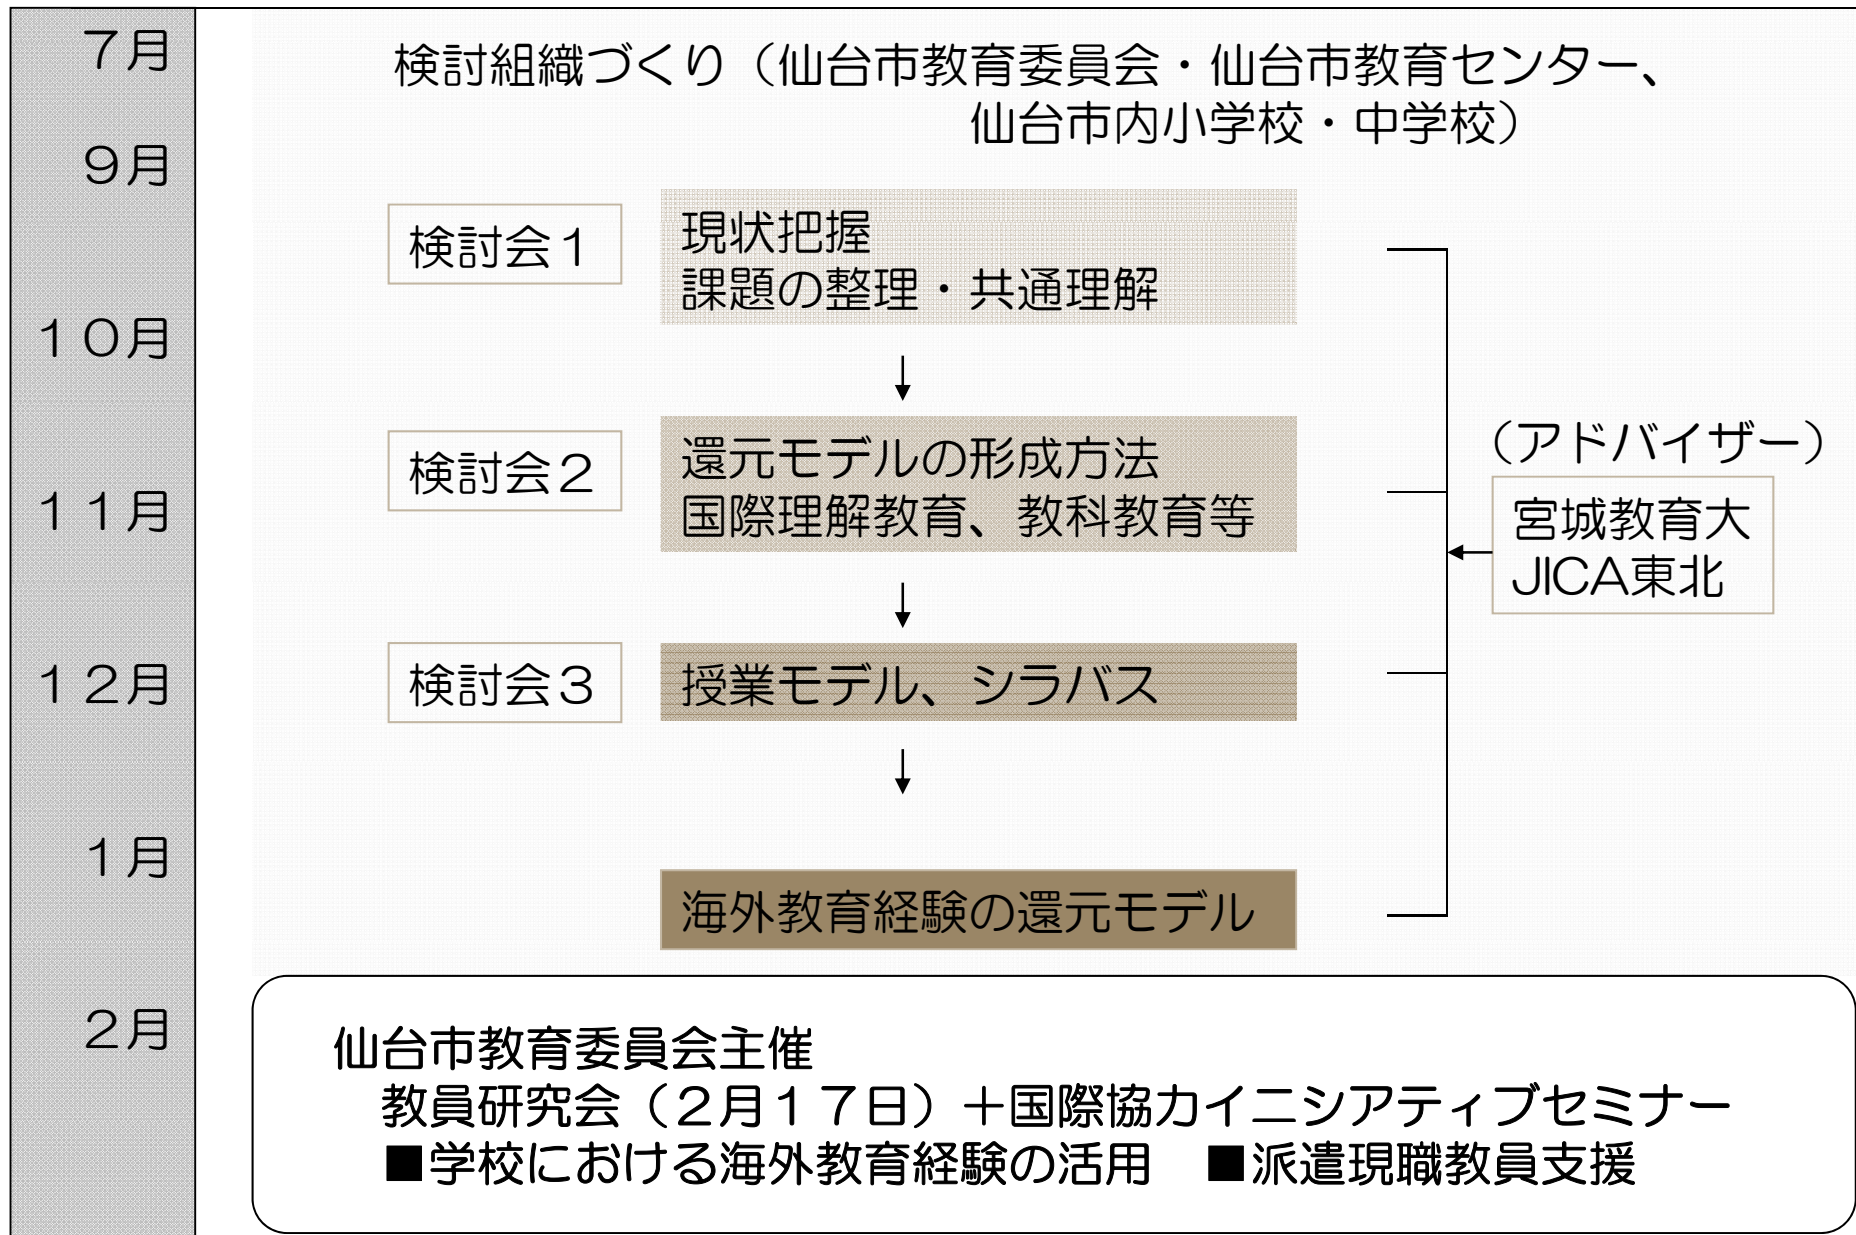 ７月
検討組織づくり（仙台市教育委員会・仙台市教育センター、
仙台市内小学校・中学校）
９月
検討会１
現状把握
課題の整理・共通理解
１０月
検討会２
還元モデルの形成方法
国際理解教育、教科教育等
（アドバイザー）
宮城教育大
JICA東北
１１月
１２月
検討会３
授業モデル、シラバス
１月
海外教育経験の還元モデル
２月
仙台市教育委員会主催
教員研究会（２月１７日）＋国際協力イニシアティブセミナー
■学校における海外教育経験の活用　■派遣現職教員支援